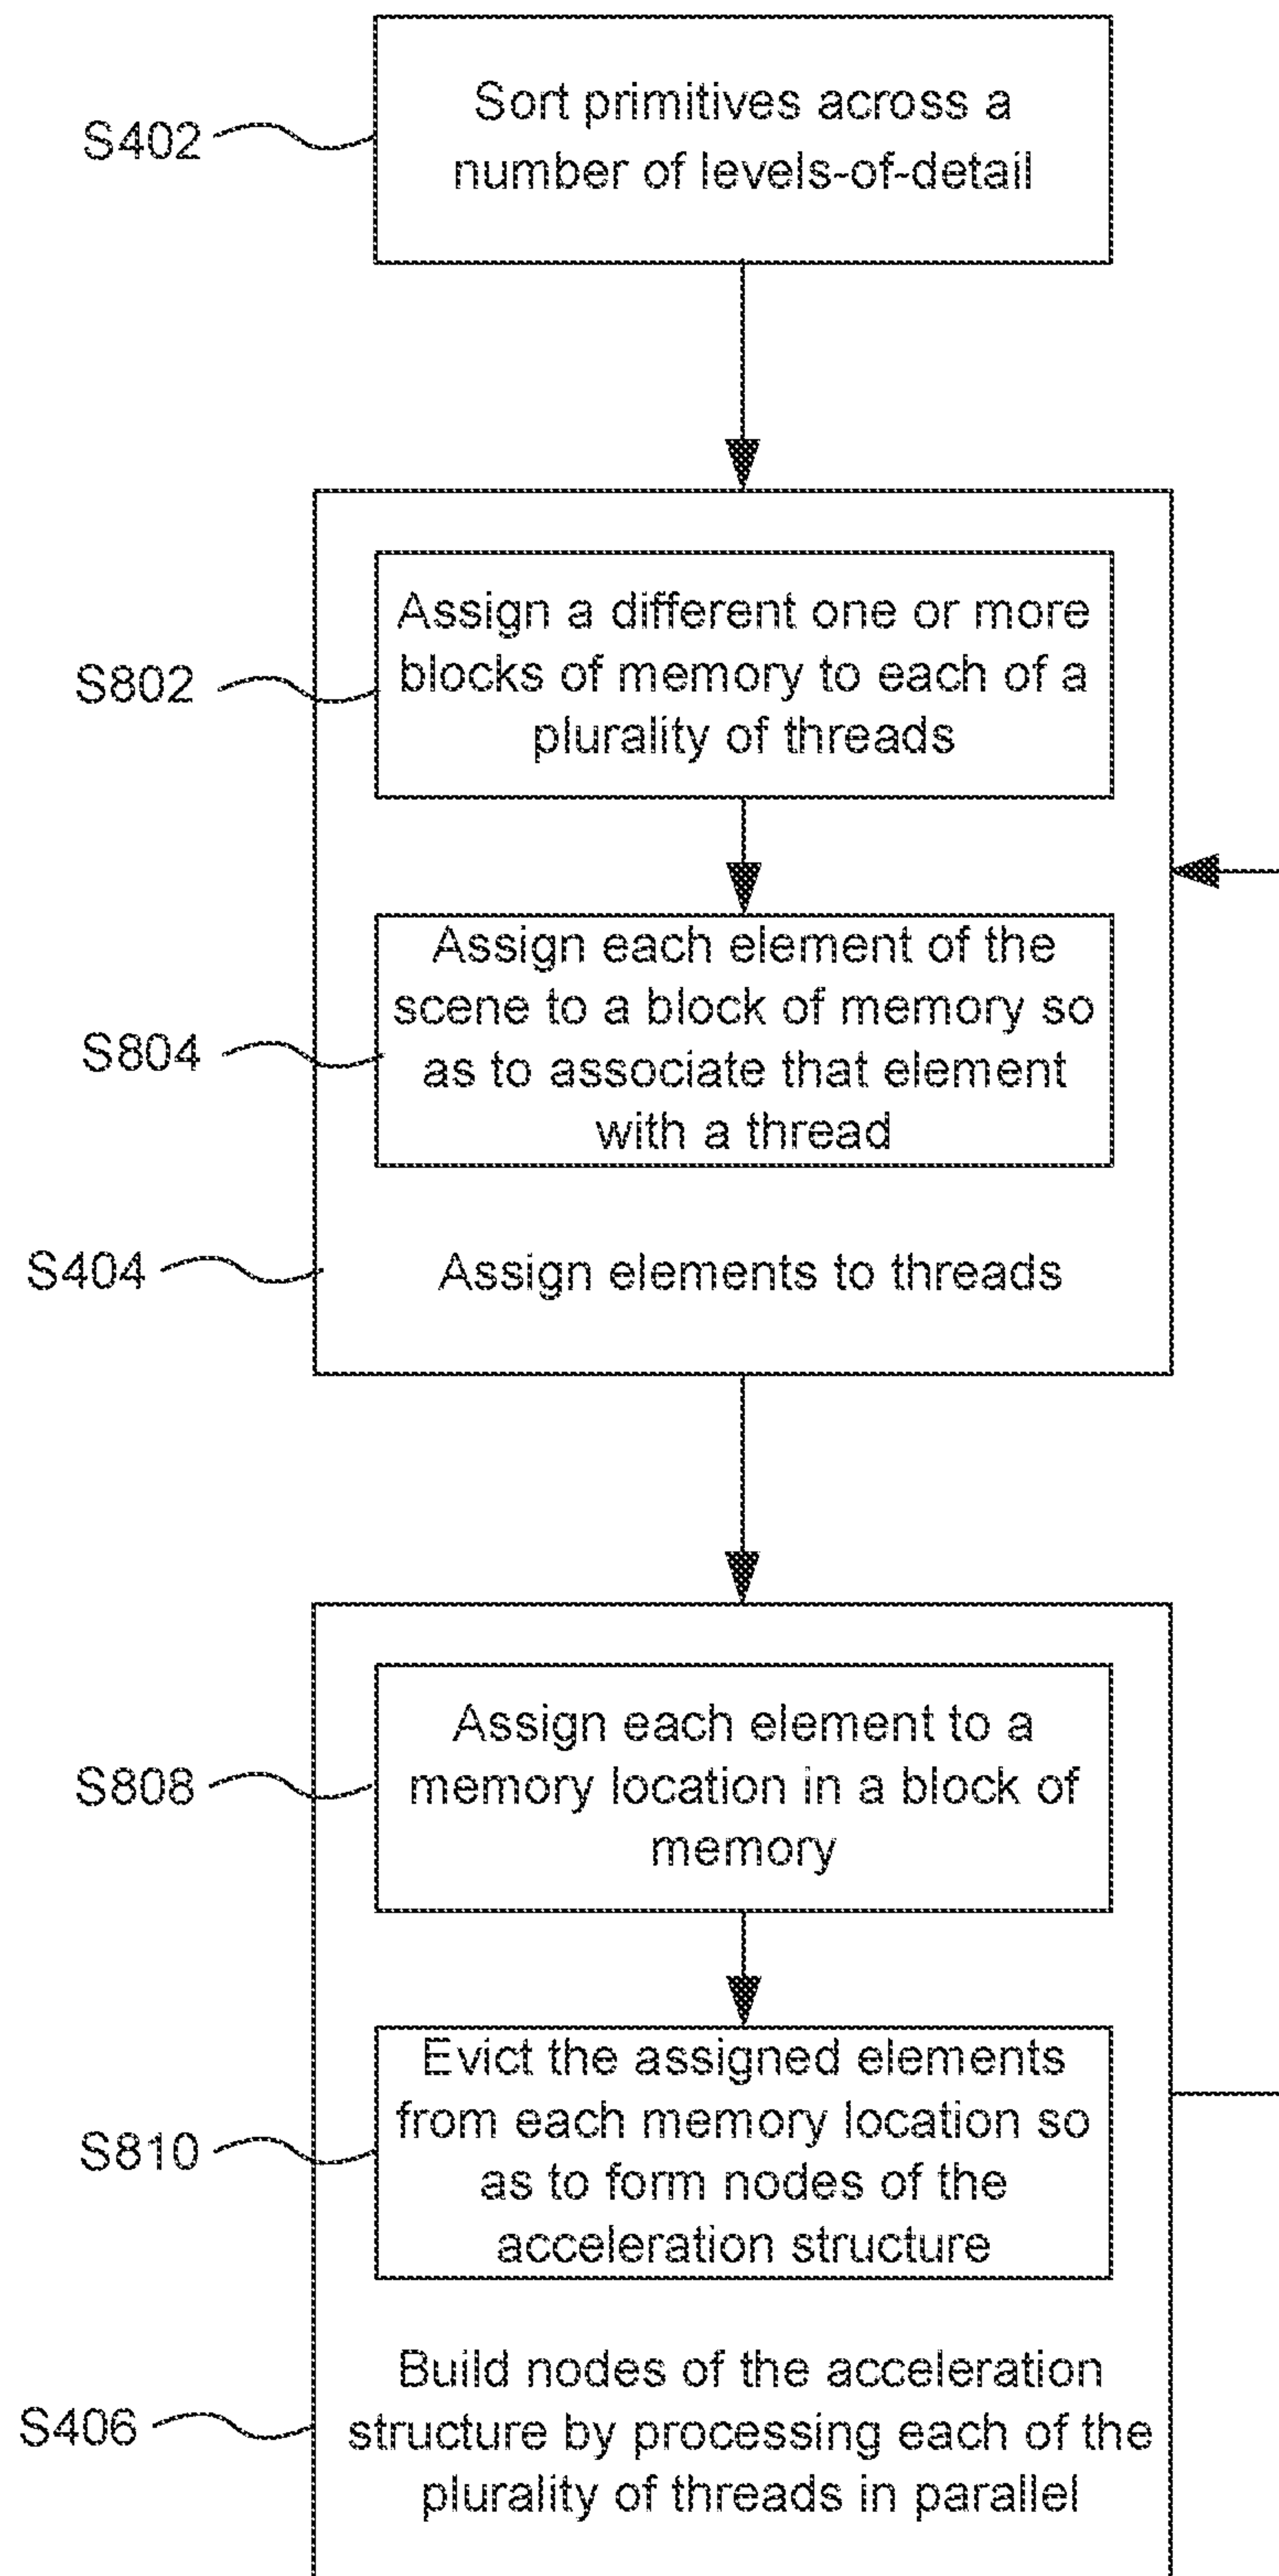 Sort primitives across a
number of levels-of-detail
S402
Assign a different one or more
blocks of memory to each of a
plurality of threads
S802
Assign each element of the
scene to a block of memory so
as to associate that element
with a thread
S804
S404
Assign elements to threads
Assign each element to a
memory location in a block of
memory
S808
Evict the assigned elements
from each memory location so
as to form nodes of the
acceleration structure
S810
Build nodes of the acceleration
structure by processing each of the
plurality of threads in parallel
S406